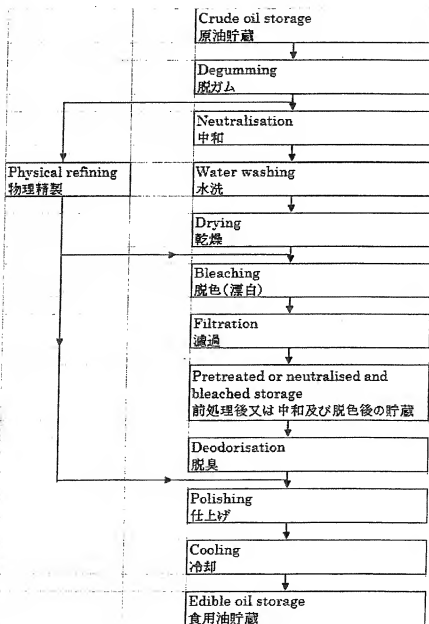 Crude oil storage
原油貯蔵
Degumming
脱ガム
Neutralisation
中和
Physical refining
物理精製
Water washing
水洗
Drying
乾燥
Bleaching
脱色(漂白)
Filtration
濾過
Pretreated or neutralised and
bleached storage
前処理後又は中和及び脱色後の貯蔵
Deodorisation
脱臭
Polishing
仕上げ
Cooling
冷却
Edible oil storage
食用油貯蔵